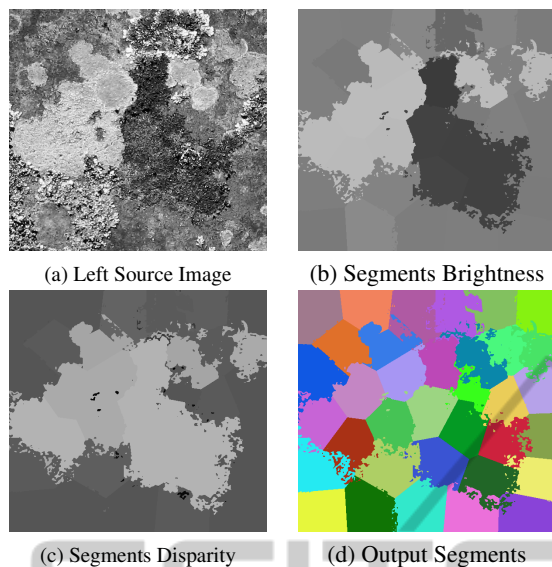 (a) Left Source Image
(b) Segments Brightness
(c) Segments Disparity
(d) Output Segments